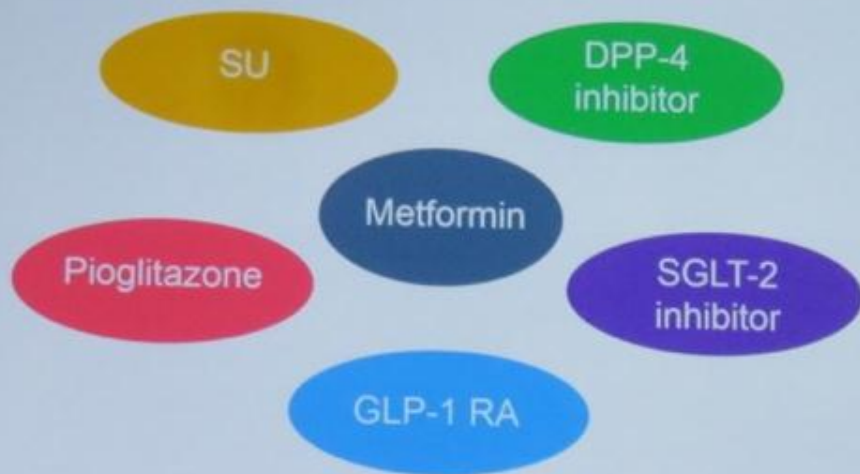 SU
DPP-4
inhibitor
Metformin
Pioglitazone
SGLT-2
inhibitor
GLP-1 RA